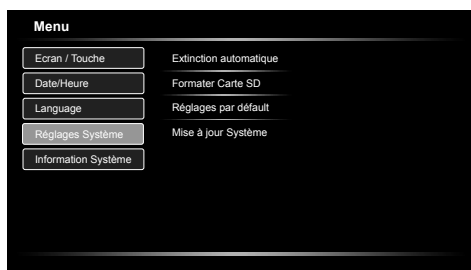 Menu
Ecran / Touche
Date/Heure
Language
Réglages Système
Information Système
Extinction automatique
Formater Carte SD
Réglages par défault
Mise à jour Système